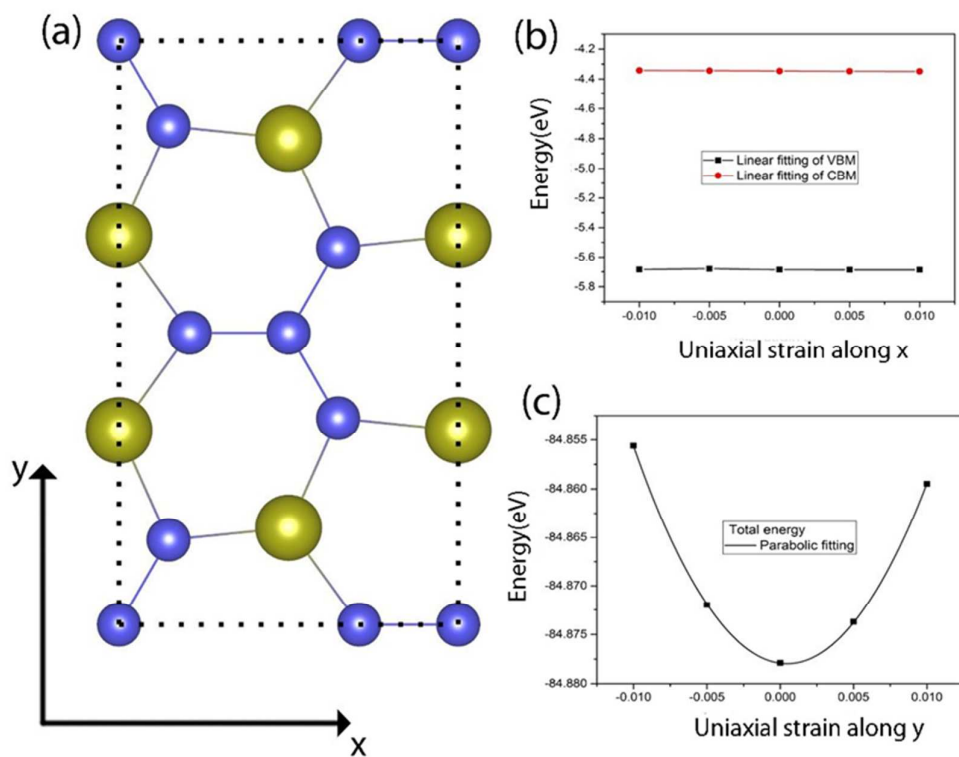 (a)
y
x
(b)
Energy(eV)
-4.2
-4.4
-4.6
-4.8
-5.0
-5.2
-5.4
-5.6
-5.8
Linear fitting of VBM
Linear fitting of CBM
-0.010 -0.005 0.000 0.005 0.010
Uniaxial strain along x
(c)
Energy(eV)
-84.855
-84.860
-84.865
-84.870
-84.875
-84.880
Total energy
Parabolic fitting
-0.010 -0.005 0.000 0.005 0.010
Uniaxial strain along y